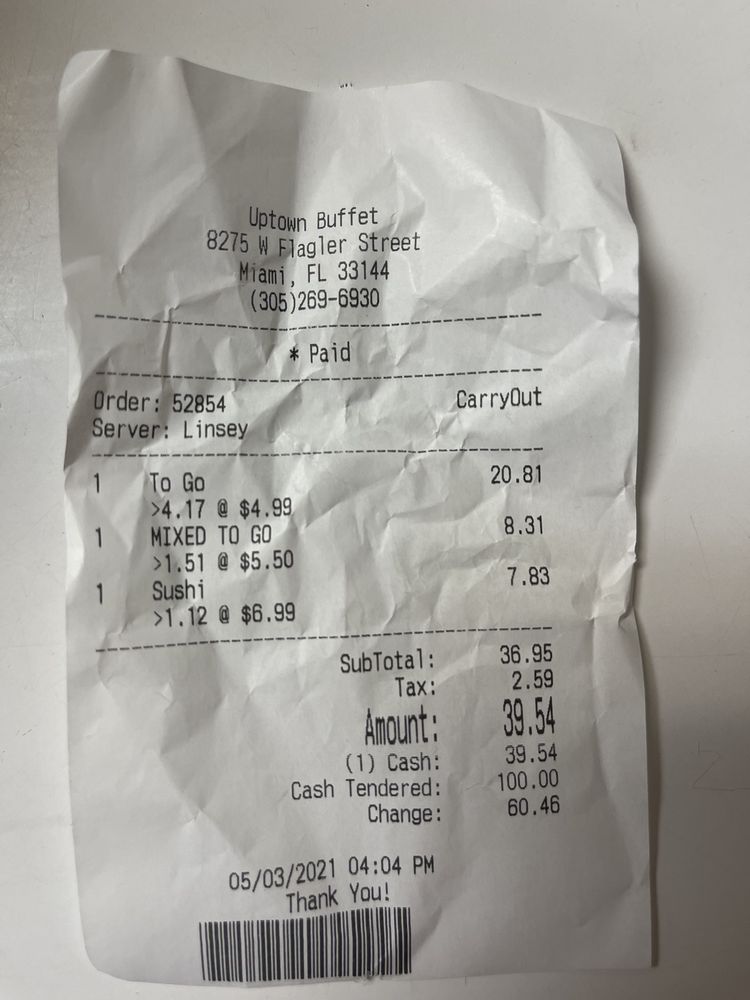 Uptown Buffet
8275 W Flagler Street
Miami, FL 33144
(305)269-6930
* Paid
Order: 52854 CarryOut
Server: Linsey
1 To Go 20.81
>4.17 @ $4.99
1 MIXED TO GO 8.31
>1.51 @ $5.50
1 Sushi 7.83
>1.12 @ $6.99
SubTotal: 36.95
Tax: 2.59
Amount: 39.54
(1) Cash: 39.54
Cash Tendered: 100.00
Change: 60.46
05/03/2021 04:04 PM
Thank You!